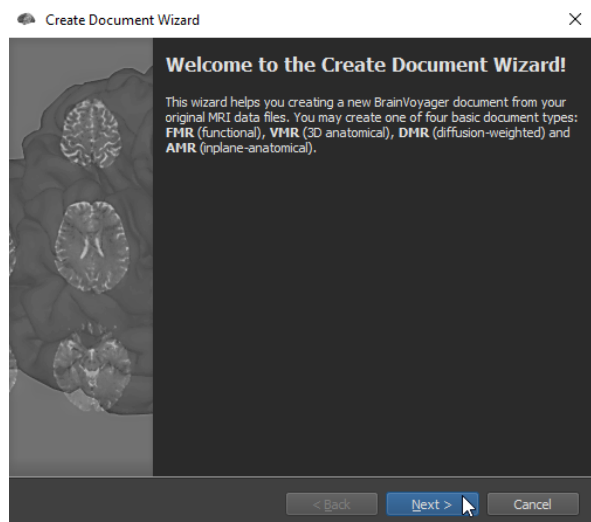 Create Document Wizard
Welcome to the Create Document Wizard!
This wizard helps you creating a new BrainVoyager document from your
original MRI data files. You may create one of four basic document types:
FMR (functional), VMR (3D anatomical), DMR (diffusion-weighted) and
AMR (inplane-anatomical).
< Back Next > Cancel